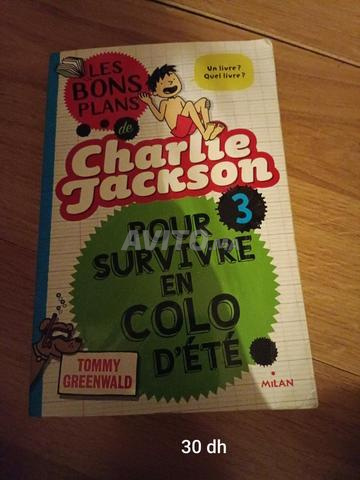 LES
BONS
PLANS
de
Un livre?
Quel livre?
Charlie
Jackson
3
POUR
SURVIVRE
EN
COLO
D'ÉTÉ
AVITO
TOMMY
GREENWALD
MILAN
30 dh